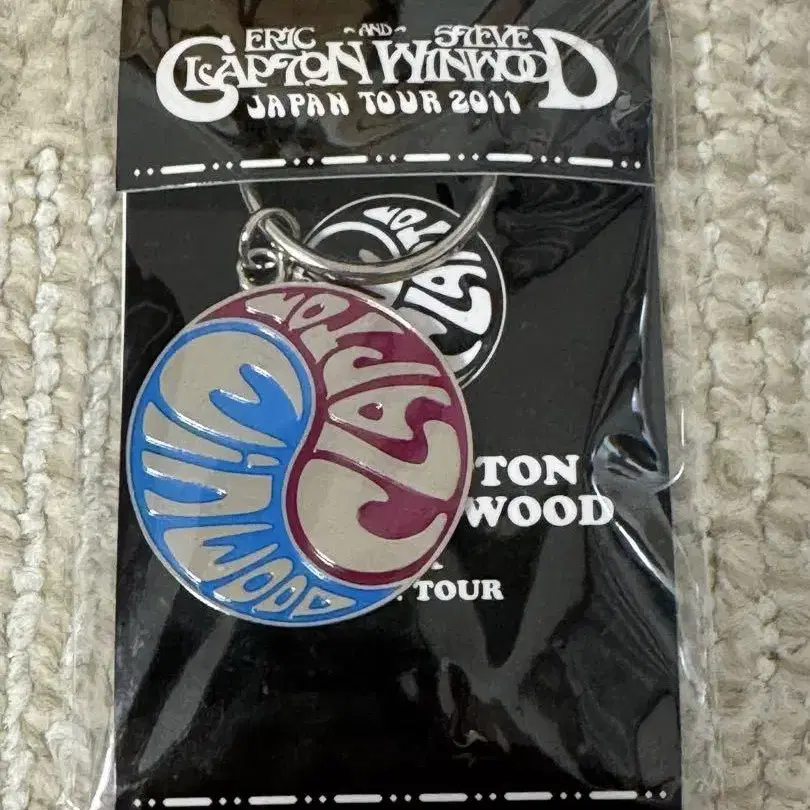 ERIC ~AND~ STEVE
CLAPTON WINWOOD
JAPAN TOUR 2011
CLAPTON
WINWOOD
TON
WOOD
TOUR